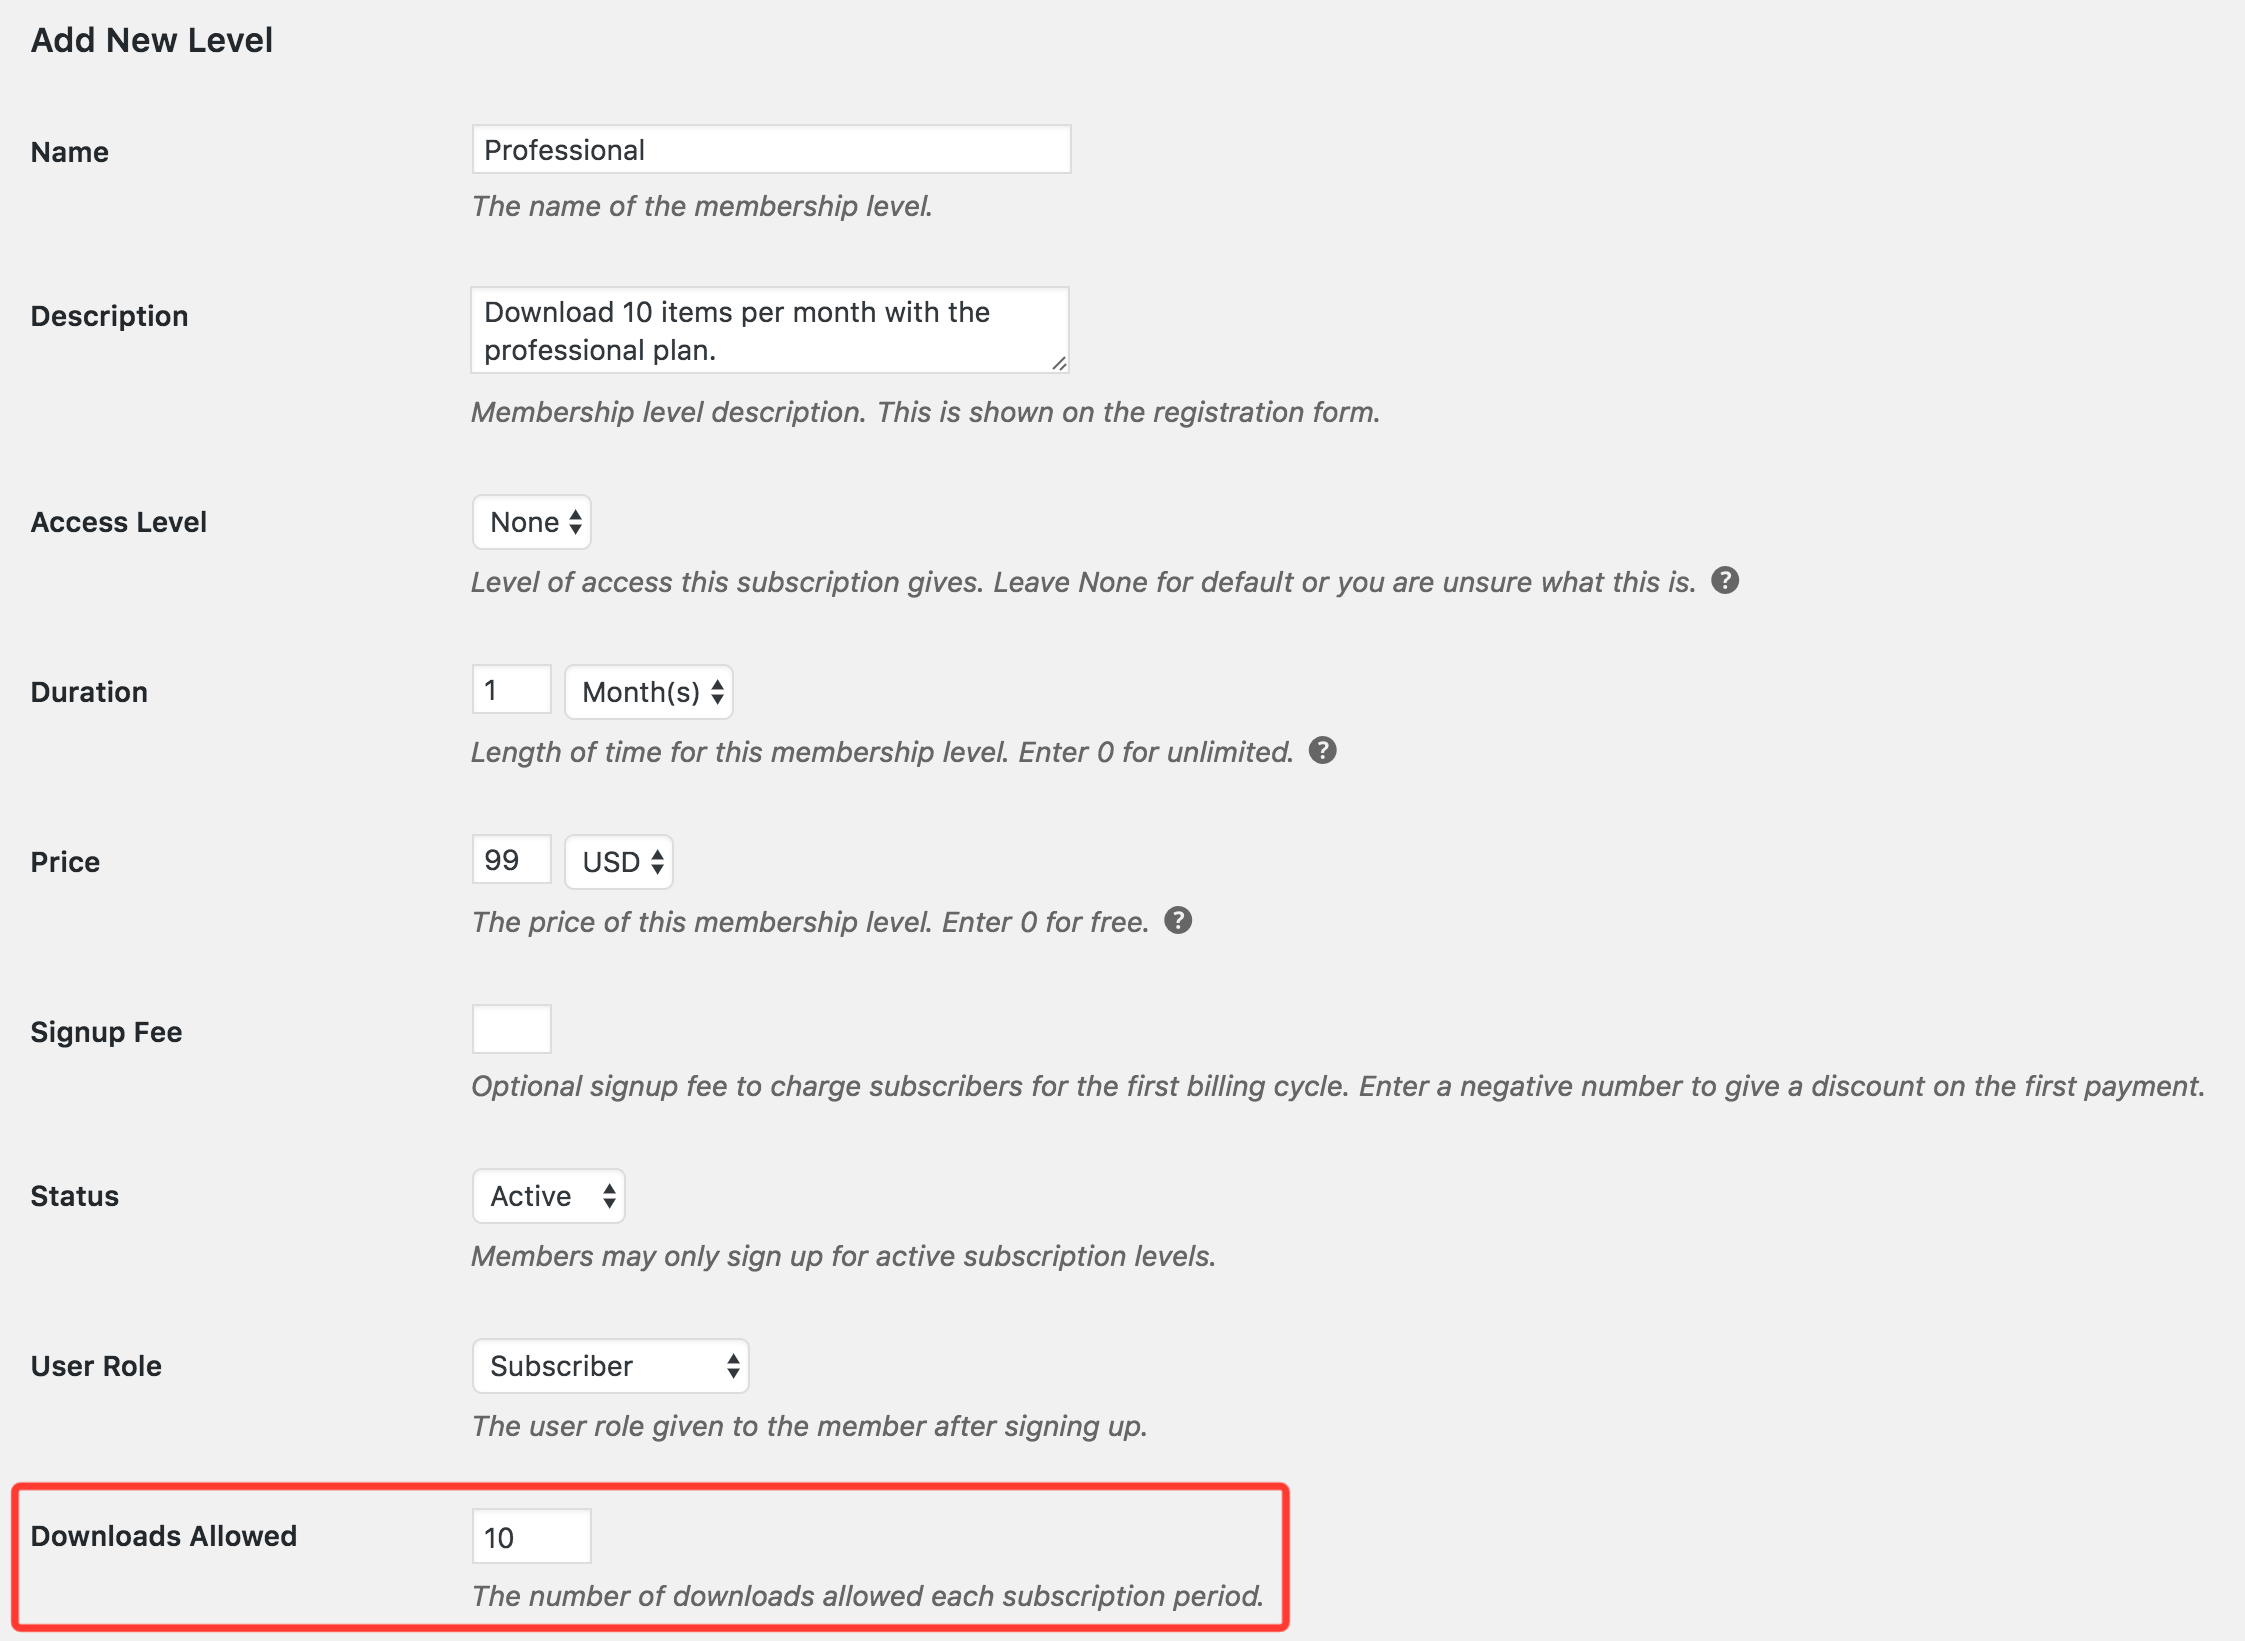 Add New Level
Name
Professional
The name of the membership level.
Description
Download 10 items per month with the
professional plan.
Membership level description. This is shown on the registration form.
Access Level
None
Level of access this subscription gives. Leave None for default or you are unsure what this is. ?
Duration
1 Month(s)
Length of time for this membership level. Enter 0 for unlimited. ?
Price
99 USD
The price of this membership level. Enter 0 for free. ?
Signup Fee
Optional signup fee to charge subscribers for the first billing cycle. Enter a negative number to give a discount on the first payment.
Status
Active
Members may only sign up for active subscription levels.
User Role
Subscriber
The user role given to the member after signing up.
Downloads Allowed
10
The number of downloads allowed each subscription period.